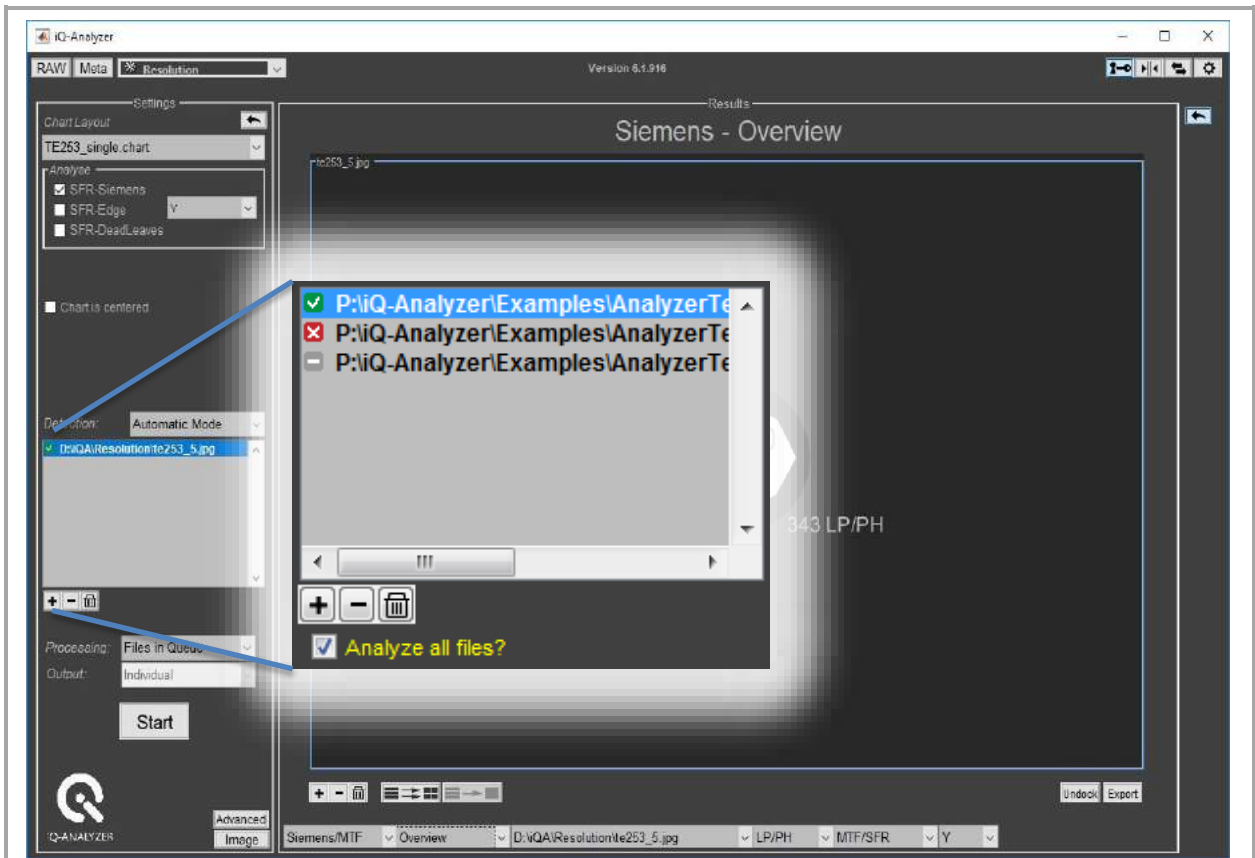 iQ-Analyzer
RAW Meta Resolution
Version 6.1.916
Settings
Results
Chart Layout
Siemens - Overview
TE253_single.chart
te253_5.jpg
Analyse
SFR-Siemens
SFR-Edge Y
SFR-DeadLeaves
P:\iQ-Analyzer\Examples\AnalyzerTe
Chart is centered
P:\iQ-Analyzer\Examples\AnalyzerTe
P:\iQ-Analyzer\Examples\AnalyzerTe
Detection: Automatic Mode
D:\iQA\Resolution\te253_5.jpg
343 LP/PH
Analyze all files?
Processing: Files in Queue
Output: Individual
Start
Undock Export
Advanced
IQ-ANALYZER
Image
Siemens/MTF Overview D:\iQA\Resolution\te253_5.jpg LP/PH MTF/SFR Y